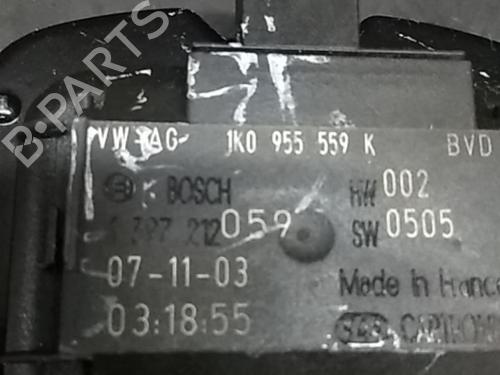 B-PARTS
VW AG 1K0 955 559 K BVD
BOSCH HW 002
212 059 SW 0505
07-11-03 Made in France
03:18:55